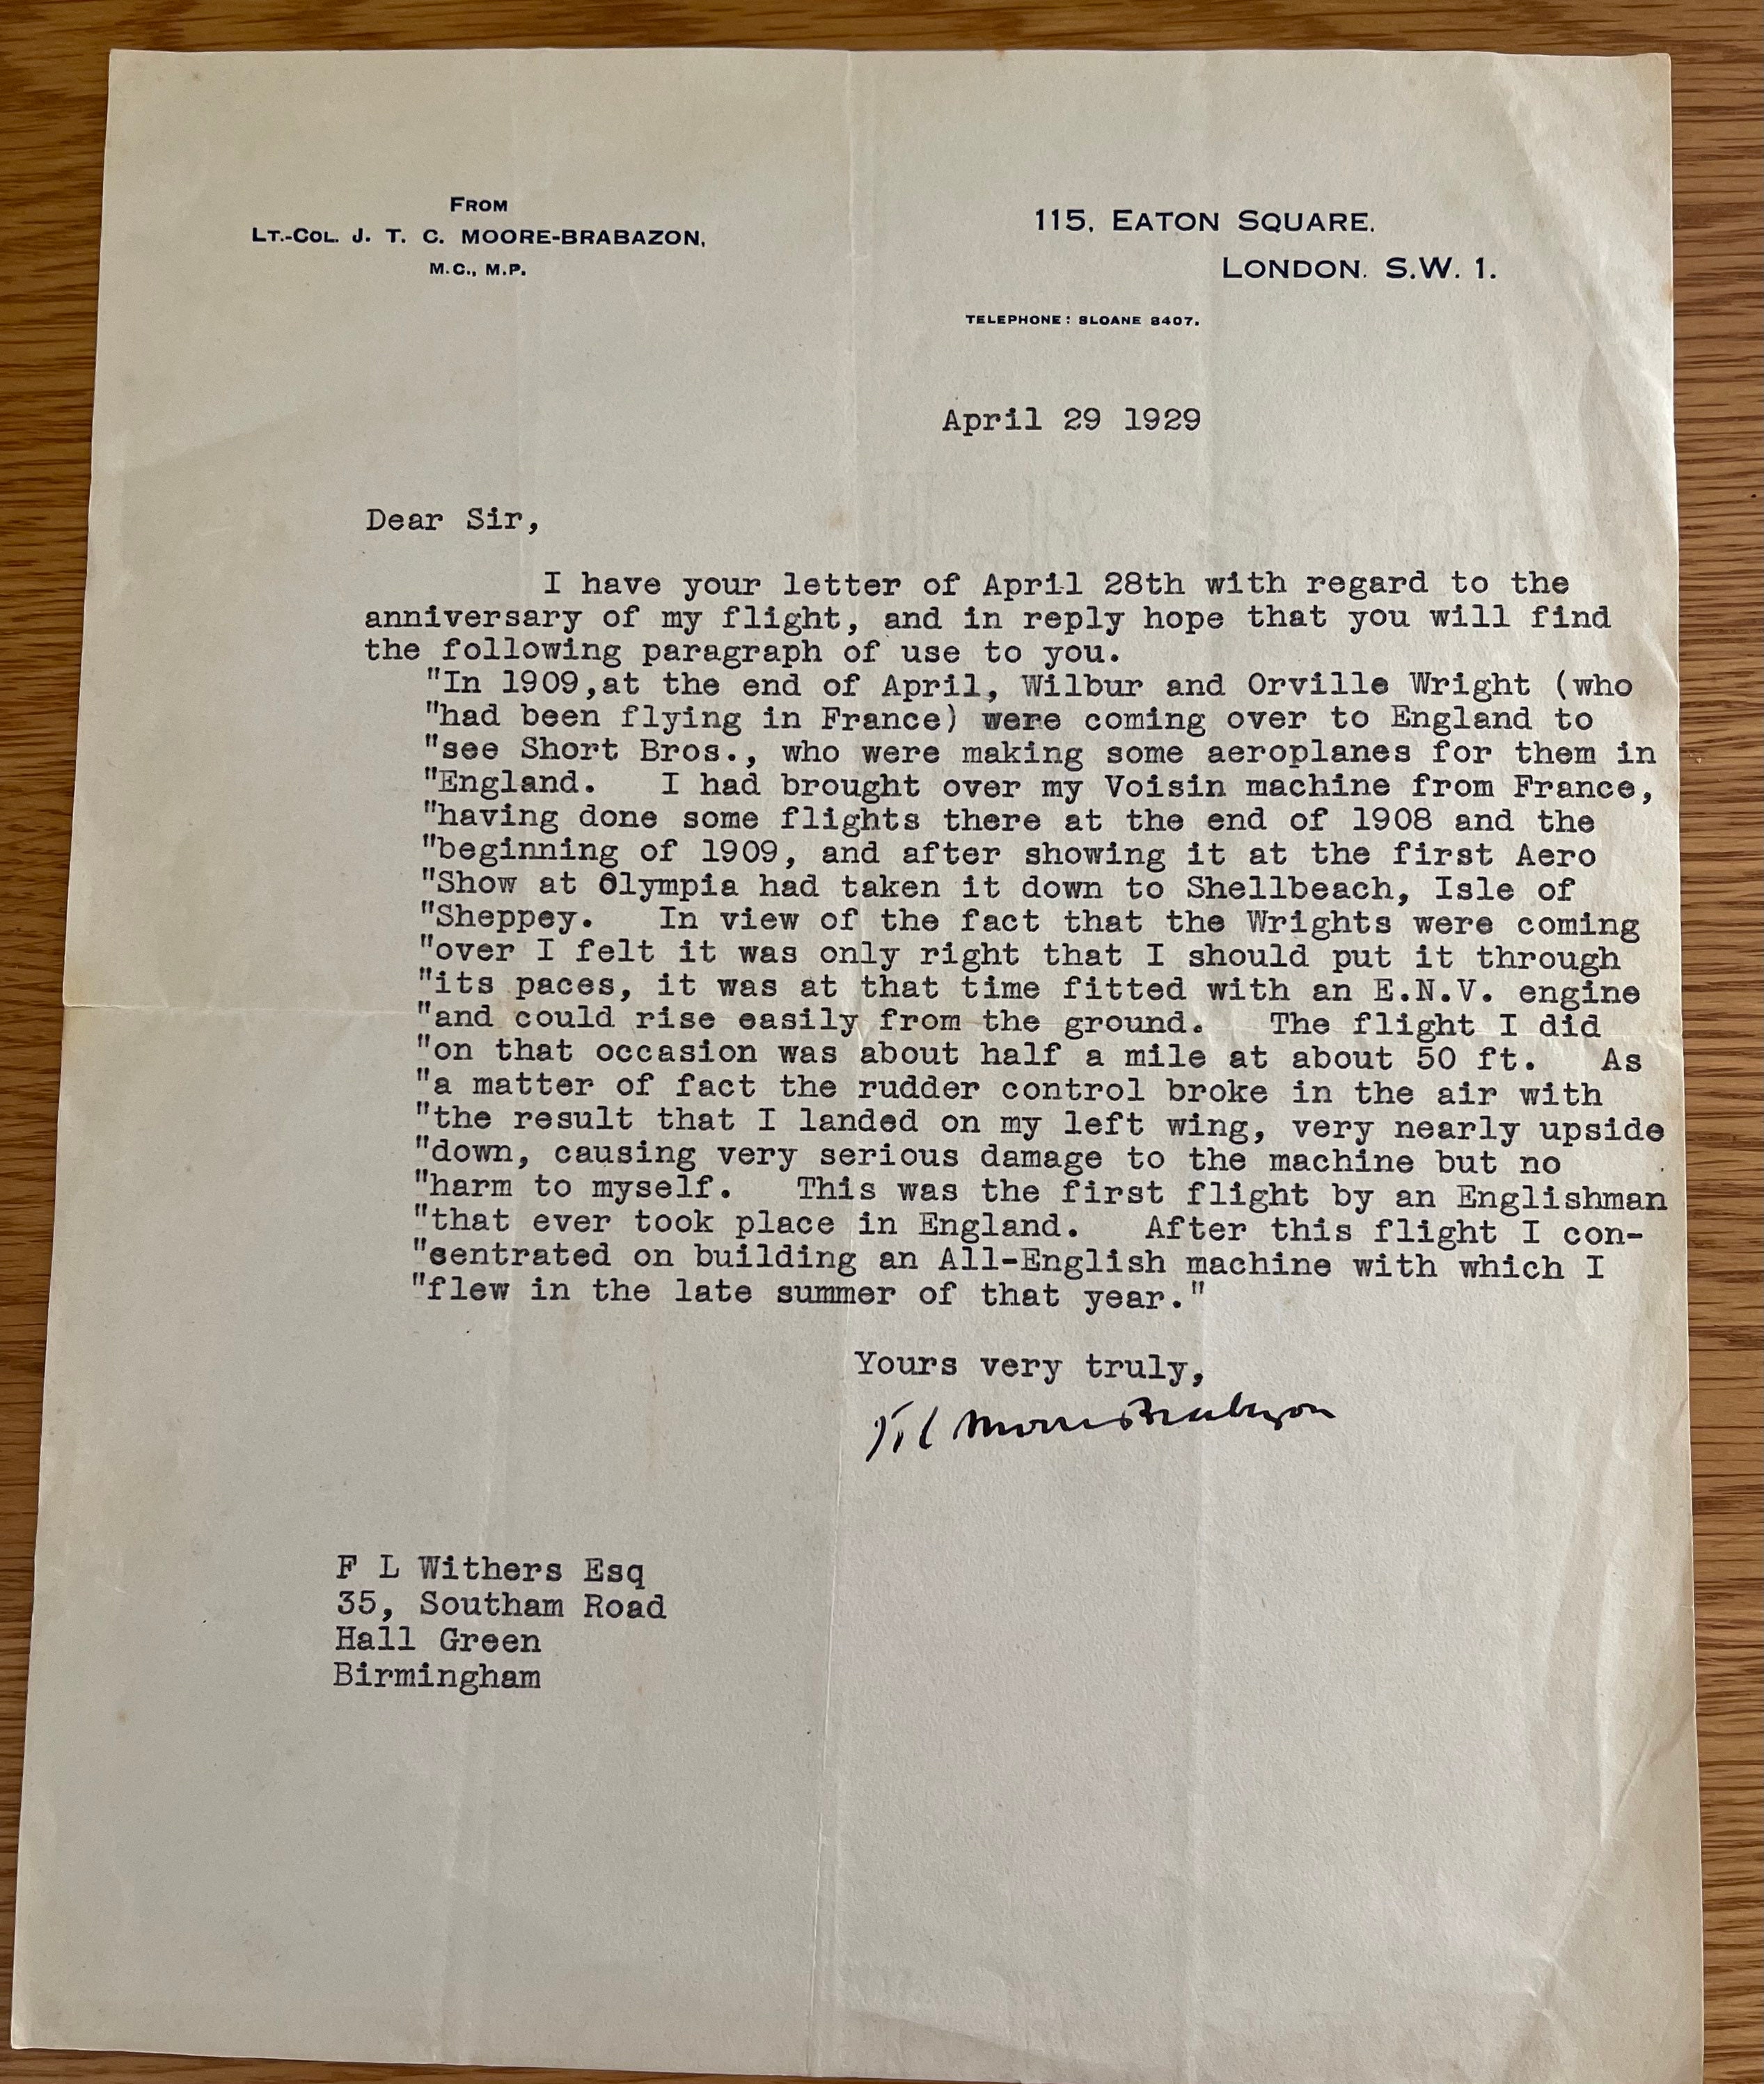 From
Lt.-Col. J. T. C. MOORE-BRABAZON,
M.C., M.P.
115, Eaton Square.
London. S.W. 1.
TELEPHONE: SLOANE 8407.
April 29 1929
Dear Sir,
I have your letter of April 28th with regard to the
anniversary of my flight, and in reply hope that you will find
the following paragraph of use to you.
"In 1909,at the end of April, Wilbur and Orville Wright (who
"had been flying in France) were coming over to England to
"see Short Bros., who were making some aeroplanes for them in
"England. I had brought over my Voisin machine from France,
"having done some flights there at the end of 1908 and the
"beginning of 1909, and after showing it at the first Aero
"Show at Olympia had taken it down to Shellbeach, Isle of
"Sheppey. In view of the fact that the Wrights were coming
"over I felt it was only right that I should put it through
"its paces, it was at that time fitted with an E.N.V. engine
"and could rise easily from the ground. The flight I did
"on that occasion was about half a mile at about 50 ft. As
"a matter of fact the rudder control broke in the air with
"the result that I landed on my left wing, very nearly upside
"down, causing very serious damage to the machine but no
"harm to myself. This was the first flight by an Englishman
"that ever took place in England. After this flight I con-
"sentrated on building an All-English machine with which I
"flew in the late summer of that year."
Yours very truly,
J T C Moore Brabazon
F L Withers Esq
35, Southam Road
Hall Green
Birmingham